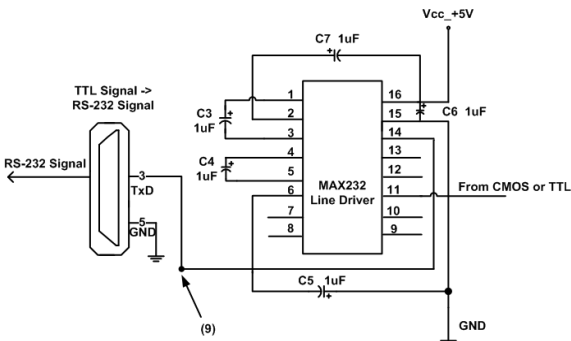 Vcc_+5V
C7 1uF
TTL Signal ->
RS-232 Signal
1
16
C3
1uF
2
15
C6 1uF
3
14
RS-232 Signal
3
TxD
C4
1uF
4
13
5
12
MAX232
Line Driver
6
11
From CMOS or TTL
5
GND
7
10
8
9
C5 1uF
(9)
GND